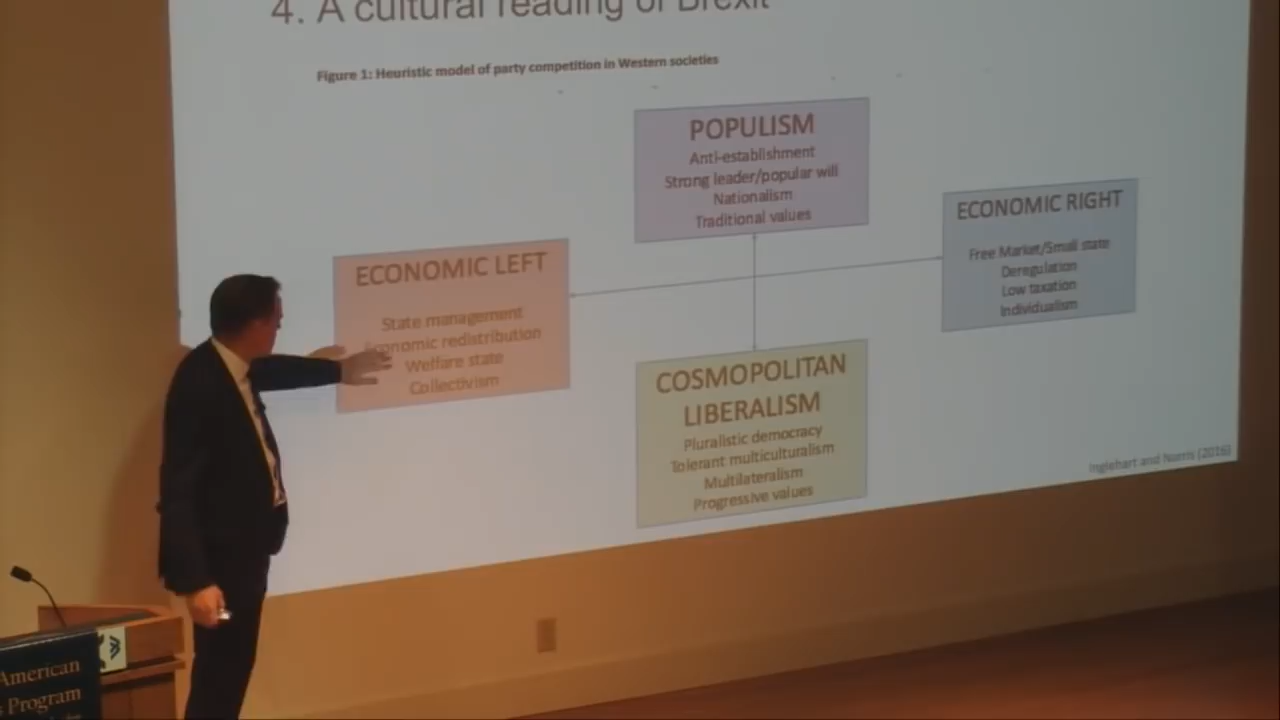 4. A cultural reading of Brexit
Figure 1: Heuristic model of party competition in Western societies
POPULISM
Anti-establishment
Strong leader/popular will
Nationalism
Traditional values
ECONOMIC RIGHT
Free Market/Small state
Deregulation
Low taxation
Individualism
ECONOMIC LEFT
State management
Economic redistribution
Welfare state
Collectivism
COSMOPOLITAN
LIBERALISM
Pluralistic democracy
Tolerant multiculturalism
Multilateralism
Progressive values
Inglehart and Norris (2016)
American
Program